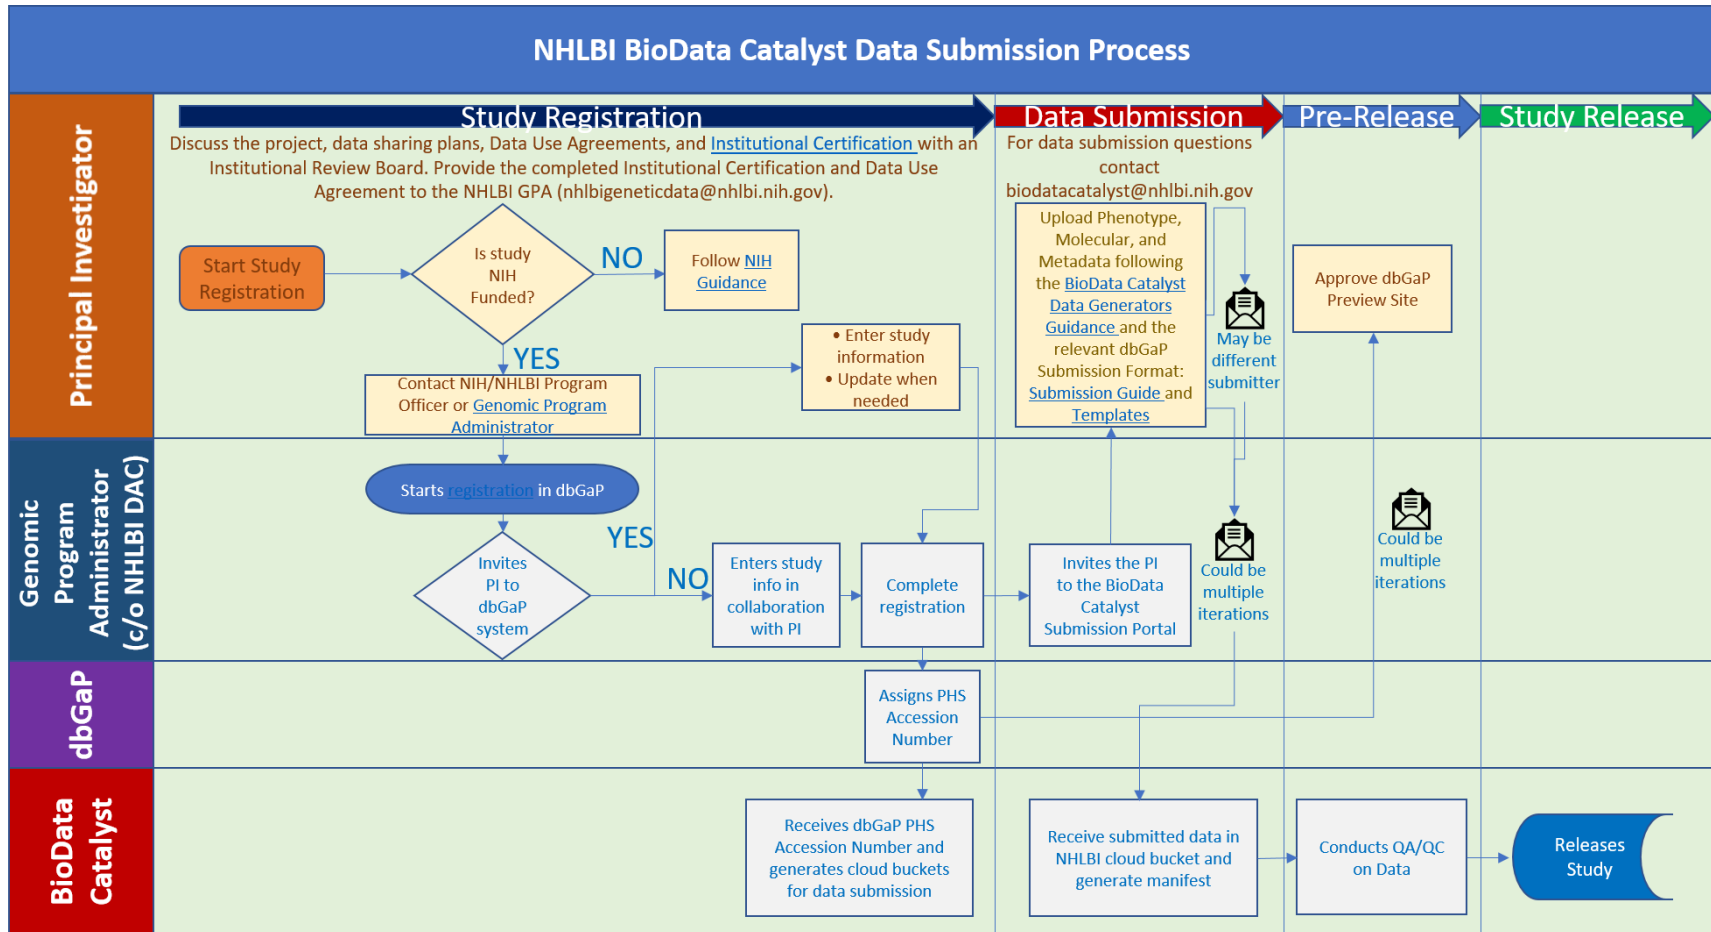 NHLBI BioData Catalyst Data Submission Process
Study Registration
Data Submission
Pre-Release
Study Release
Principal Investigator
Discuss the project, data sharing plans, Data Use Agreements, and Institutional Certification with an
Institutional Review Board. Provide the completed Institutional Certification and Data Use
Agreement to the NHLBI GPA (nhlbigeneticdata@nhlbi.nih.gov).
For data submission questions
contact
biodatacatalyst@nhlbi.nih.gov
Start Study
Registration
Is study
NIH
Funded?
NO
Follow NIH
Guidance
YES
Contact NIH/NHLBI Program
Officer or Genomic Program
Administrator
• Enter study
information
• Update when
needed
Upload Phenotype,
Molecular, and
Metadata following
the BioData Catalyst
Data Generators
Guidance and the
relevant dbGaP
Submission Format:
Submission Guide and
Templates
May be
different
submitter
Approve dbGaP
Preview Site
Genomic
Program
Administrator
(c/o NHLBI DAC)
Starts registration in dbGaP
Invites
PI to
dbGaP
system
YES
NO
Enters study
info in
collaboration
with PI
Complete
registration
Invites the PI
to the BioData
Catalyst
Submission Portal
Could be
multiple
iterations
Could be
multiple
iterations
dbGaP
Assigns PHS
Accession
Number
BioData
Catalyst
Receives dbGaP PHS
Accession Number and
generates cloud buckets
for data submission
Receive submitted data in
NHLBI cloud bucket and
generate manifest
Conducts QA/QC
on Data
Releases
Study